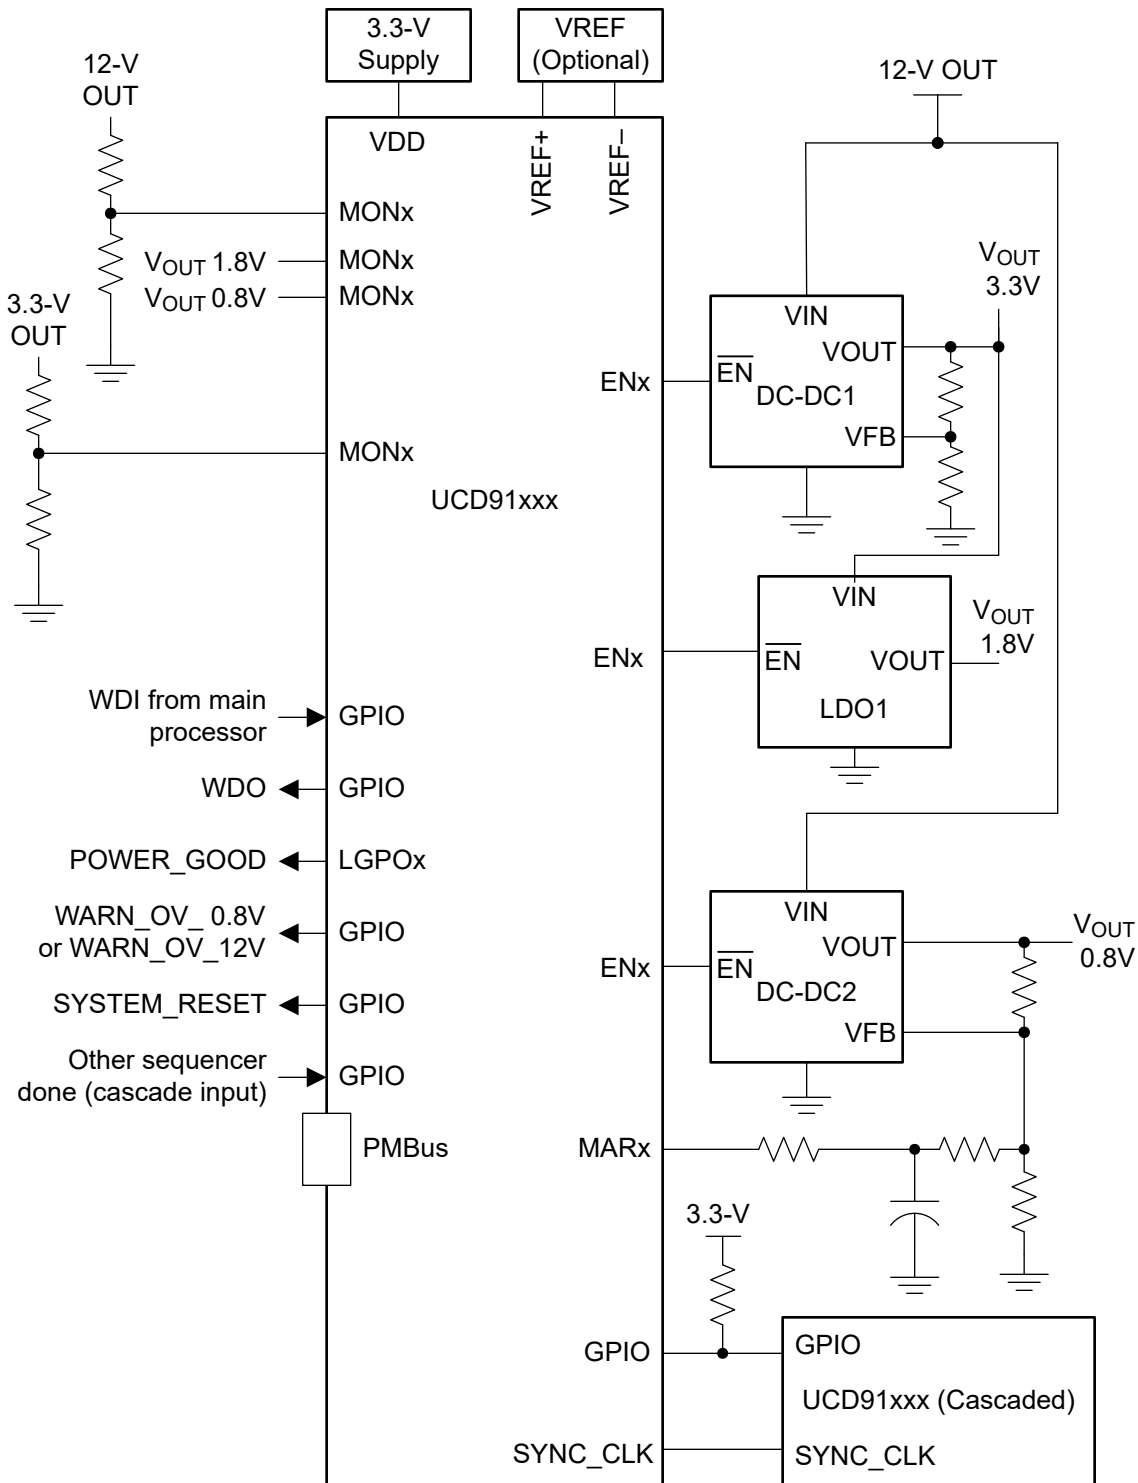 3.3-V
Supply
VREF
(Optional)
12-V
OUT
12-V OUT
VDD
VREF+
VREF–
MONx
VOUT 1.8V
MONx
VOUT 0.8V
MONx
3.3-V
OUT
MONx
UCD91xxx
VOUT
3.3V
VIN
VOUT
ENx
EN
DC-DC1
VFB
VIN
VOUT
1.8V
ENx
EN
VOUT
LDO1
WDI from main
processor
GPIO
WDO
GPIO
POWER_GOOD
LGPOx
WARN_OV_ 0.8V
or WARN_OV_12V
GPIO
SYSTEM_RESET
GPIO
Other sequencer
done (cascade input)
GPIO
PMBus
VIN
VOUT
VOUT
0.8V
ENx
EN
DC-DC2
VFB
MARx
3.3-V
GPIO
GPIO
UCD91xxx (Cascaded)
SYNC_CLK
SYNC_CLK